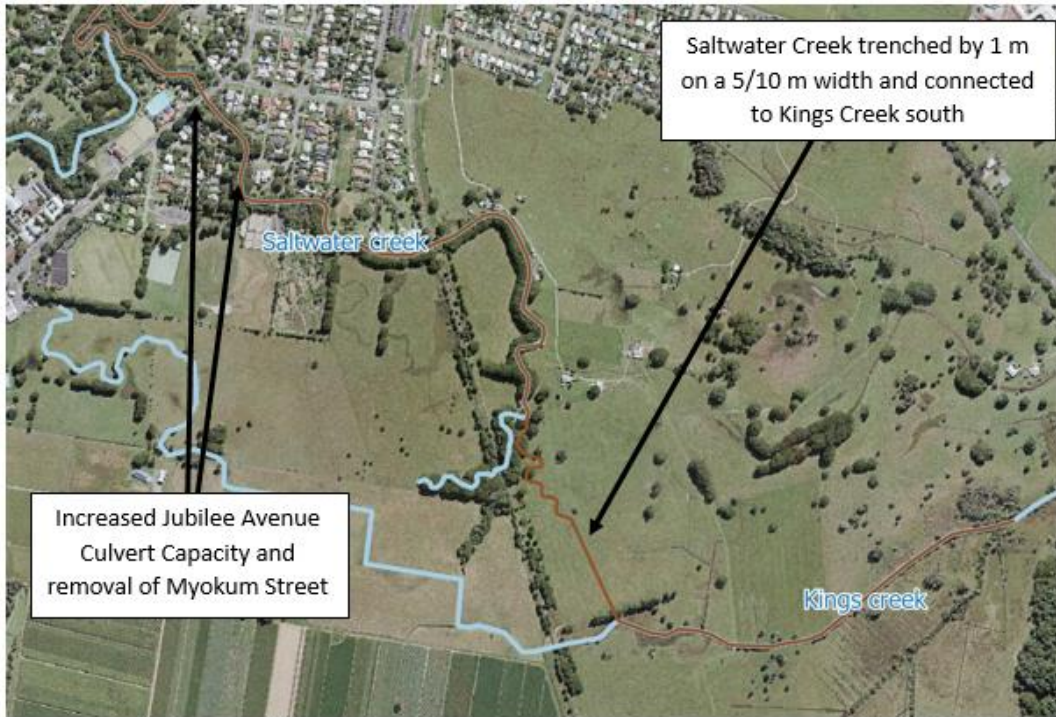 Saltwater Creek trenched by 1 m
on a 5/10 m width and connected
to Kings Creek south
Saltwater creek
Increased Jubilee Avenue
Culvert Capacity and
removal of Myokum Street
Kings creek